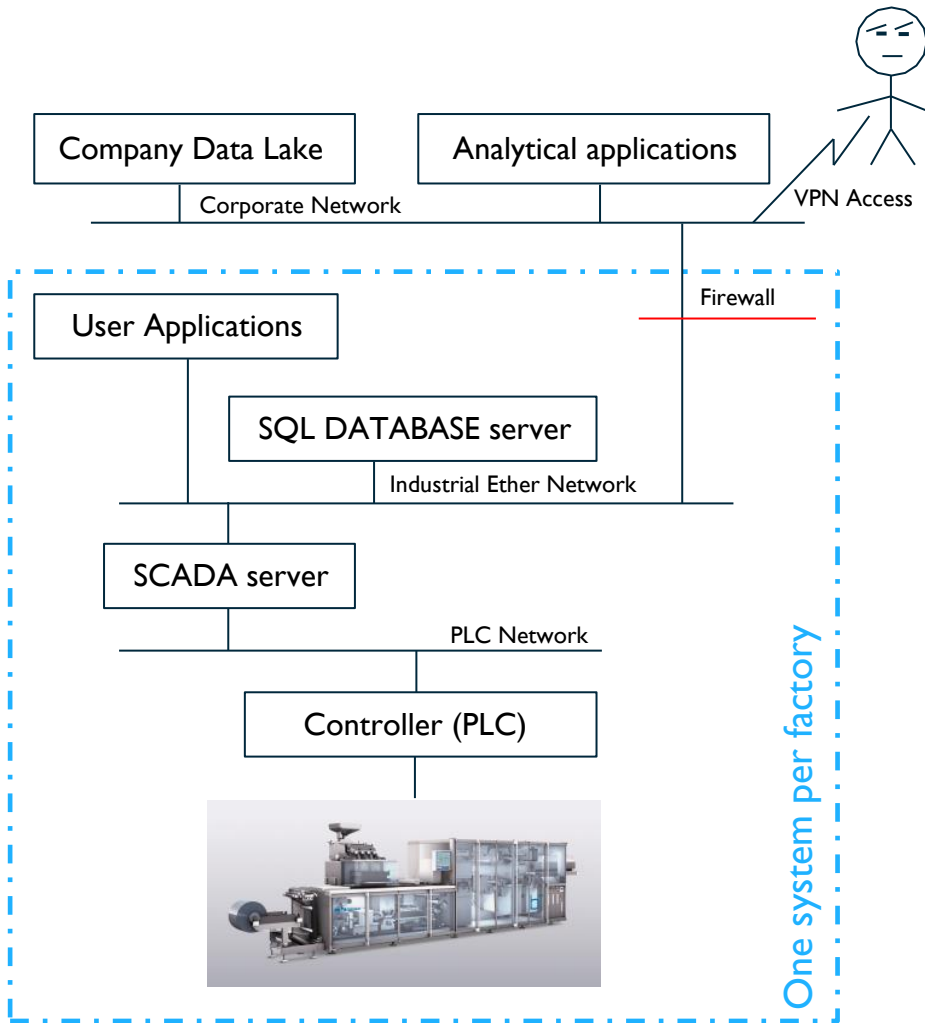 Company Data Lake
Analytical applications
VPN Access
Corporate Network
Firewall
User Applications
SQL DATABASE server
Industrial Ether Network
SCADA server
PLC Network
Controller (PLC)
One system per factory